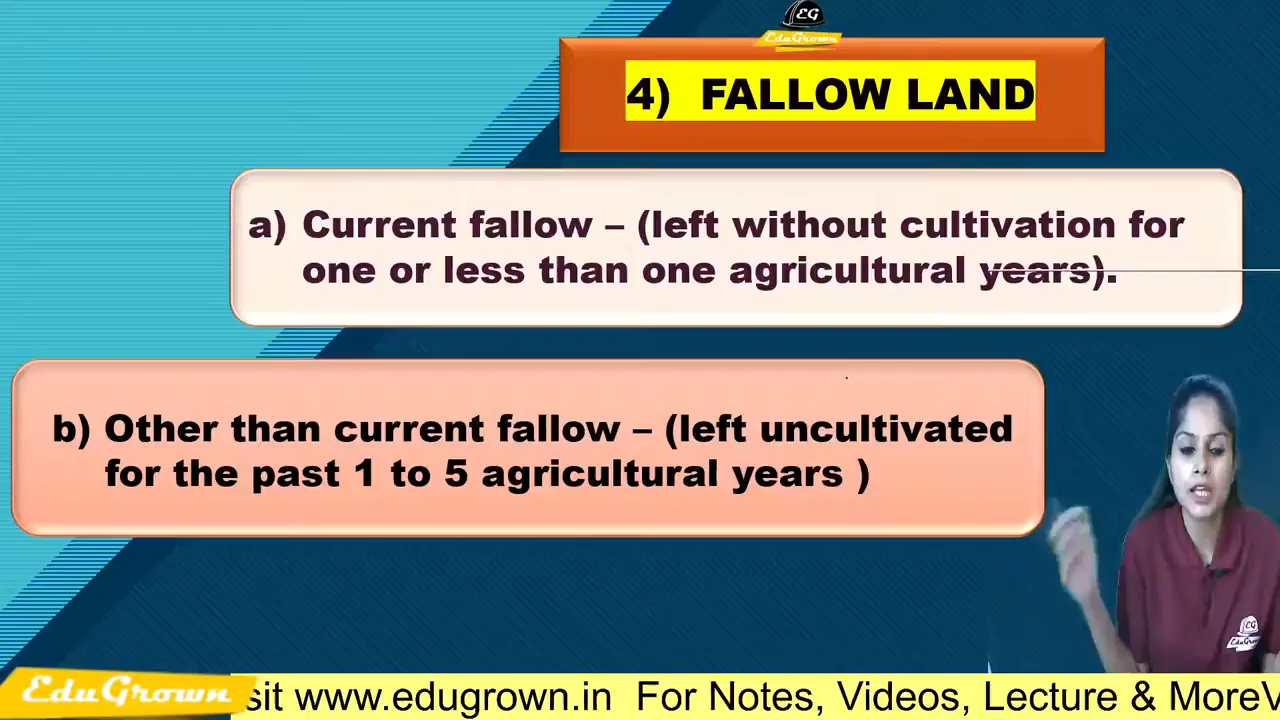 EG
EduGrown
4) FALLOW LAND
a) Current fallow – (left without cultivation for
one or less than one agricultural years).
b) Other than current fallow – (left uncultivated
for the past 1 to 5 agricultural years )
EG
EduGrown
EduGrown
sit www.edugrown.in For Notes, Videos, Lecture & MoreV